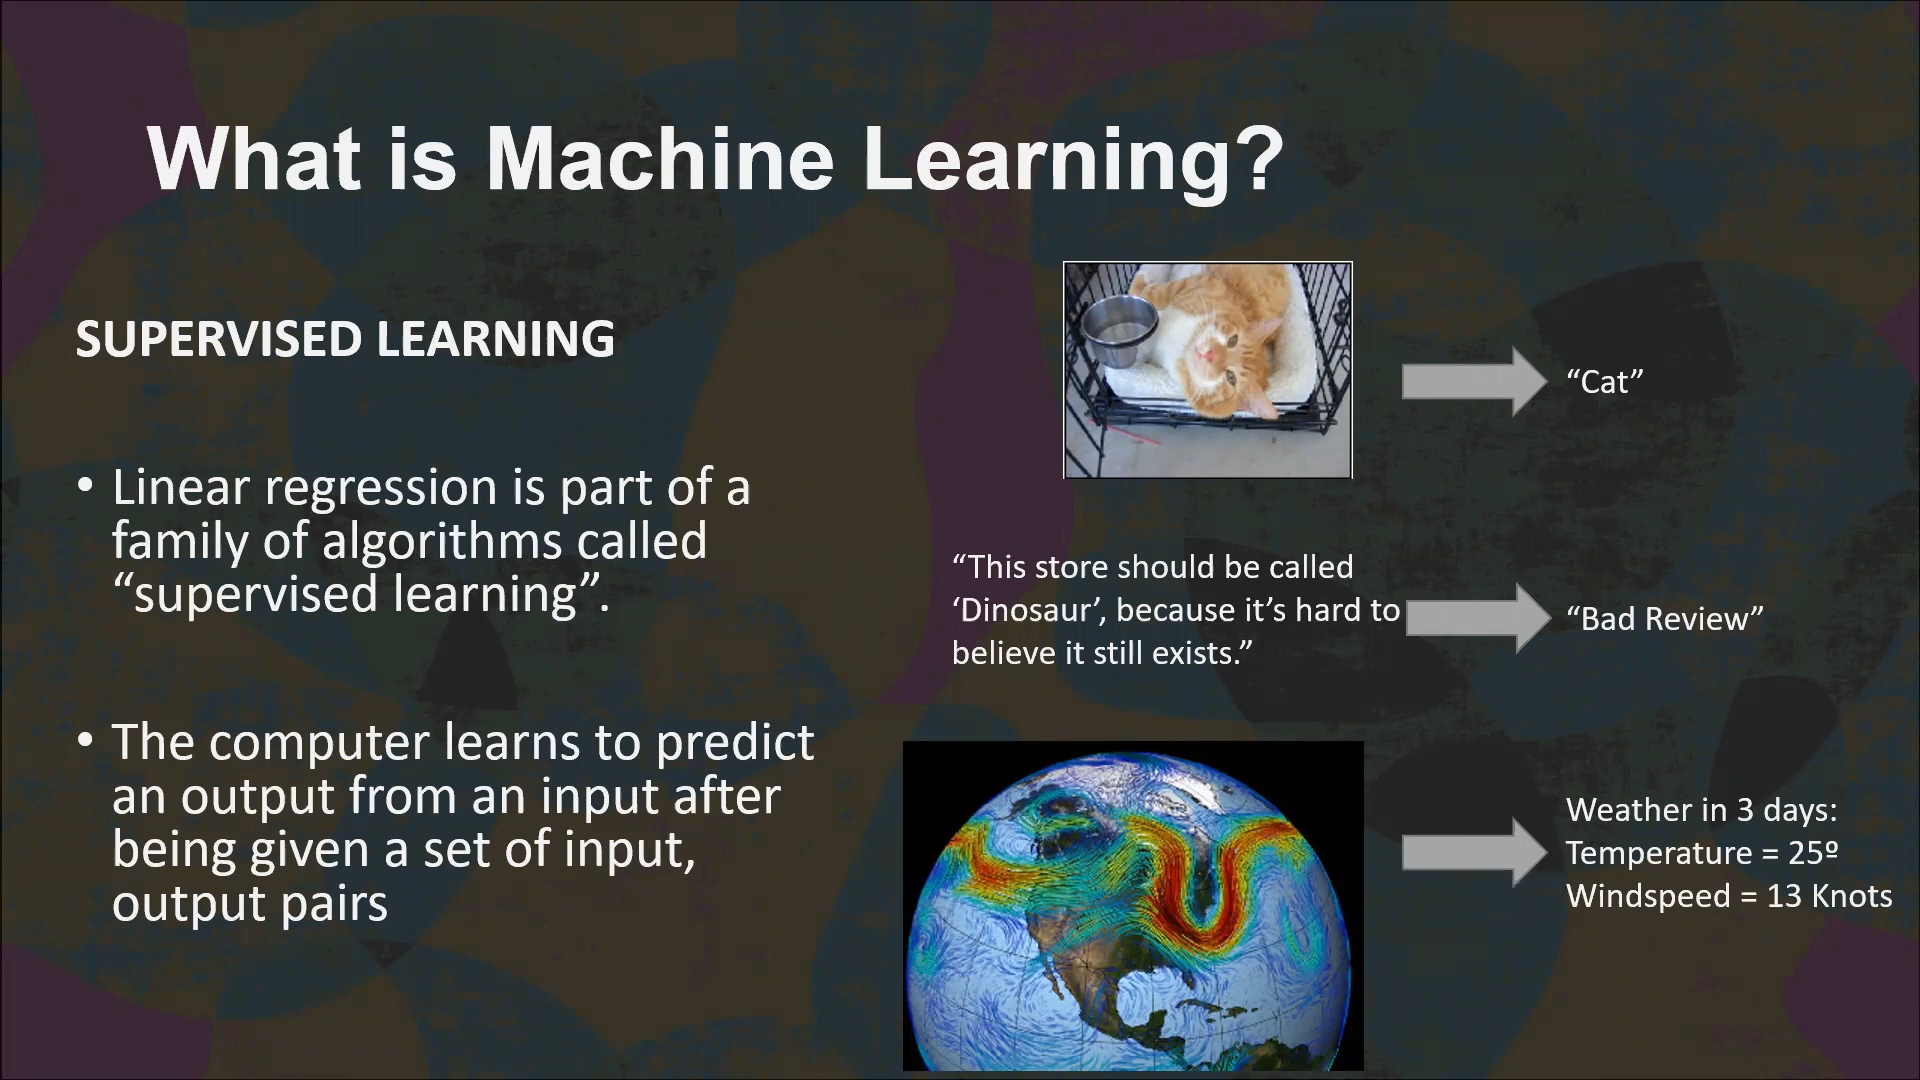 What is Machine Learning?
SUPERVISED LEARNING
• Linear regression is part of a
family of algorithms called
“supervised learning”.
• The computer learns to predict
an output from an input after
being given a set of input,
output pairs
“Cat”
“This store should be called
‘Dinosaur’, because it’s hard to
believe it still exists.”
“Bad Review”
Weather in 3 days:
Temperature = 25º
Windspeed = 13 Knots